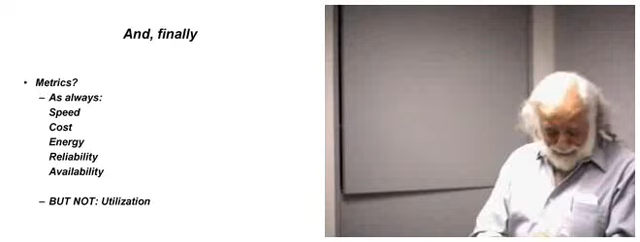 And, finally
• Metrics?
– As always:
Speed
Cost
Energy
Reliability
Availability
– BUT NOT: Utilization